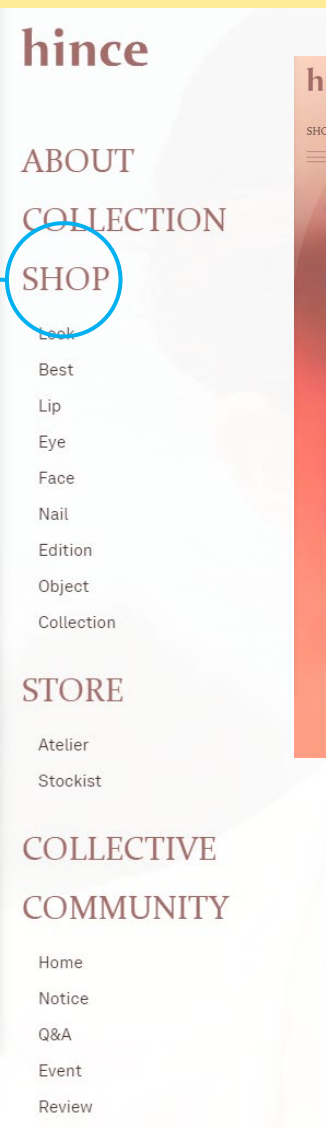 hince
ABOUT
COLLECTION
SHOP
Look
Best
Lip
Eye
Face
Nail
Edition
Object
Collection
STORE
Atelier
Stockist
COLLECTIVE
COMMUNITY
Home
Notice
Q&A
Event
Review